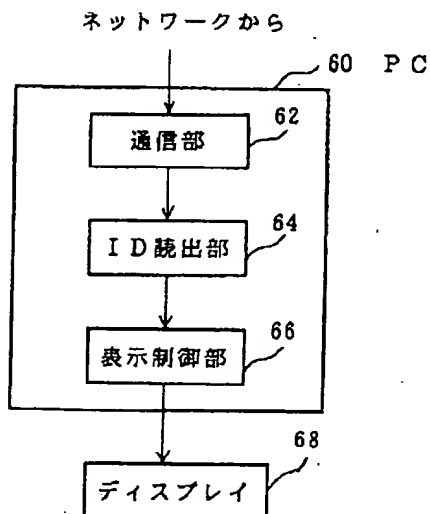 ネットワークから
60 PC
62
通信部
64
ID読出部
66
表示制御部
68
ディスプレイ